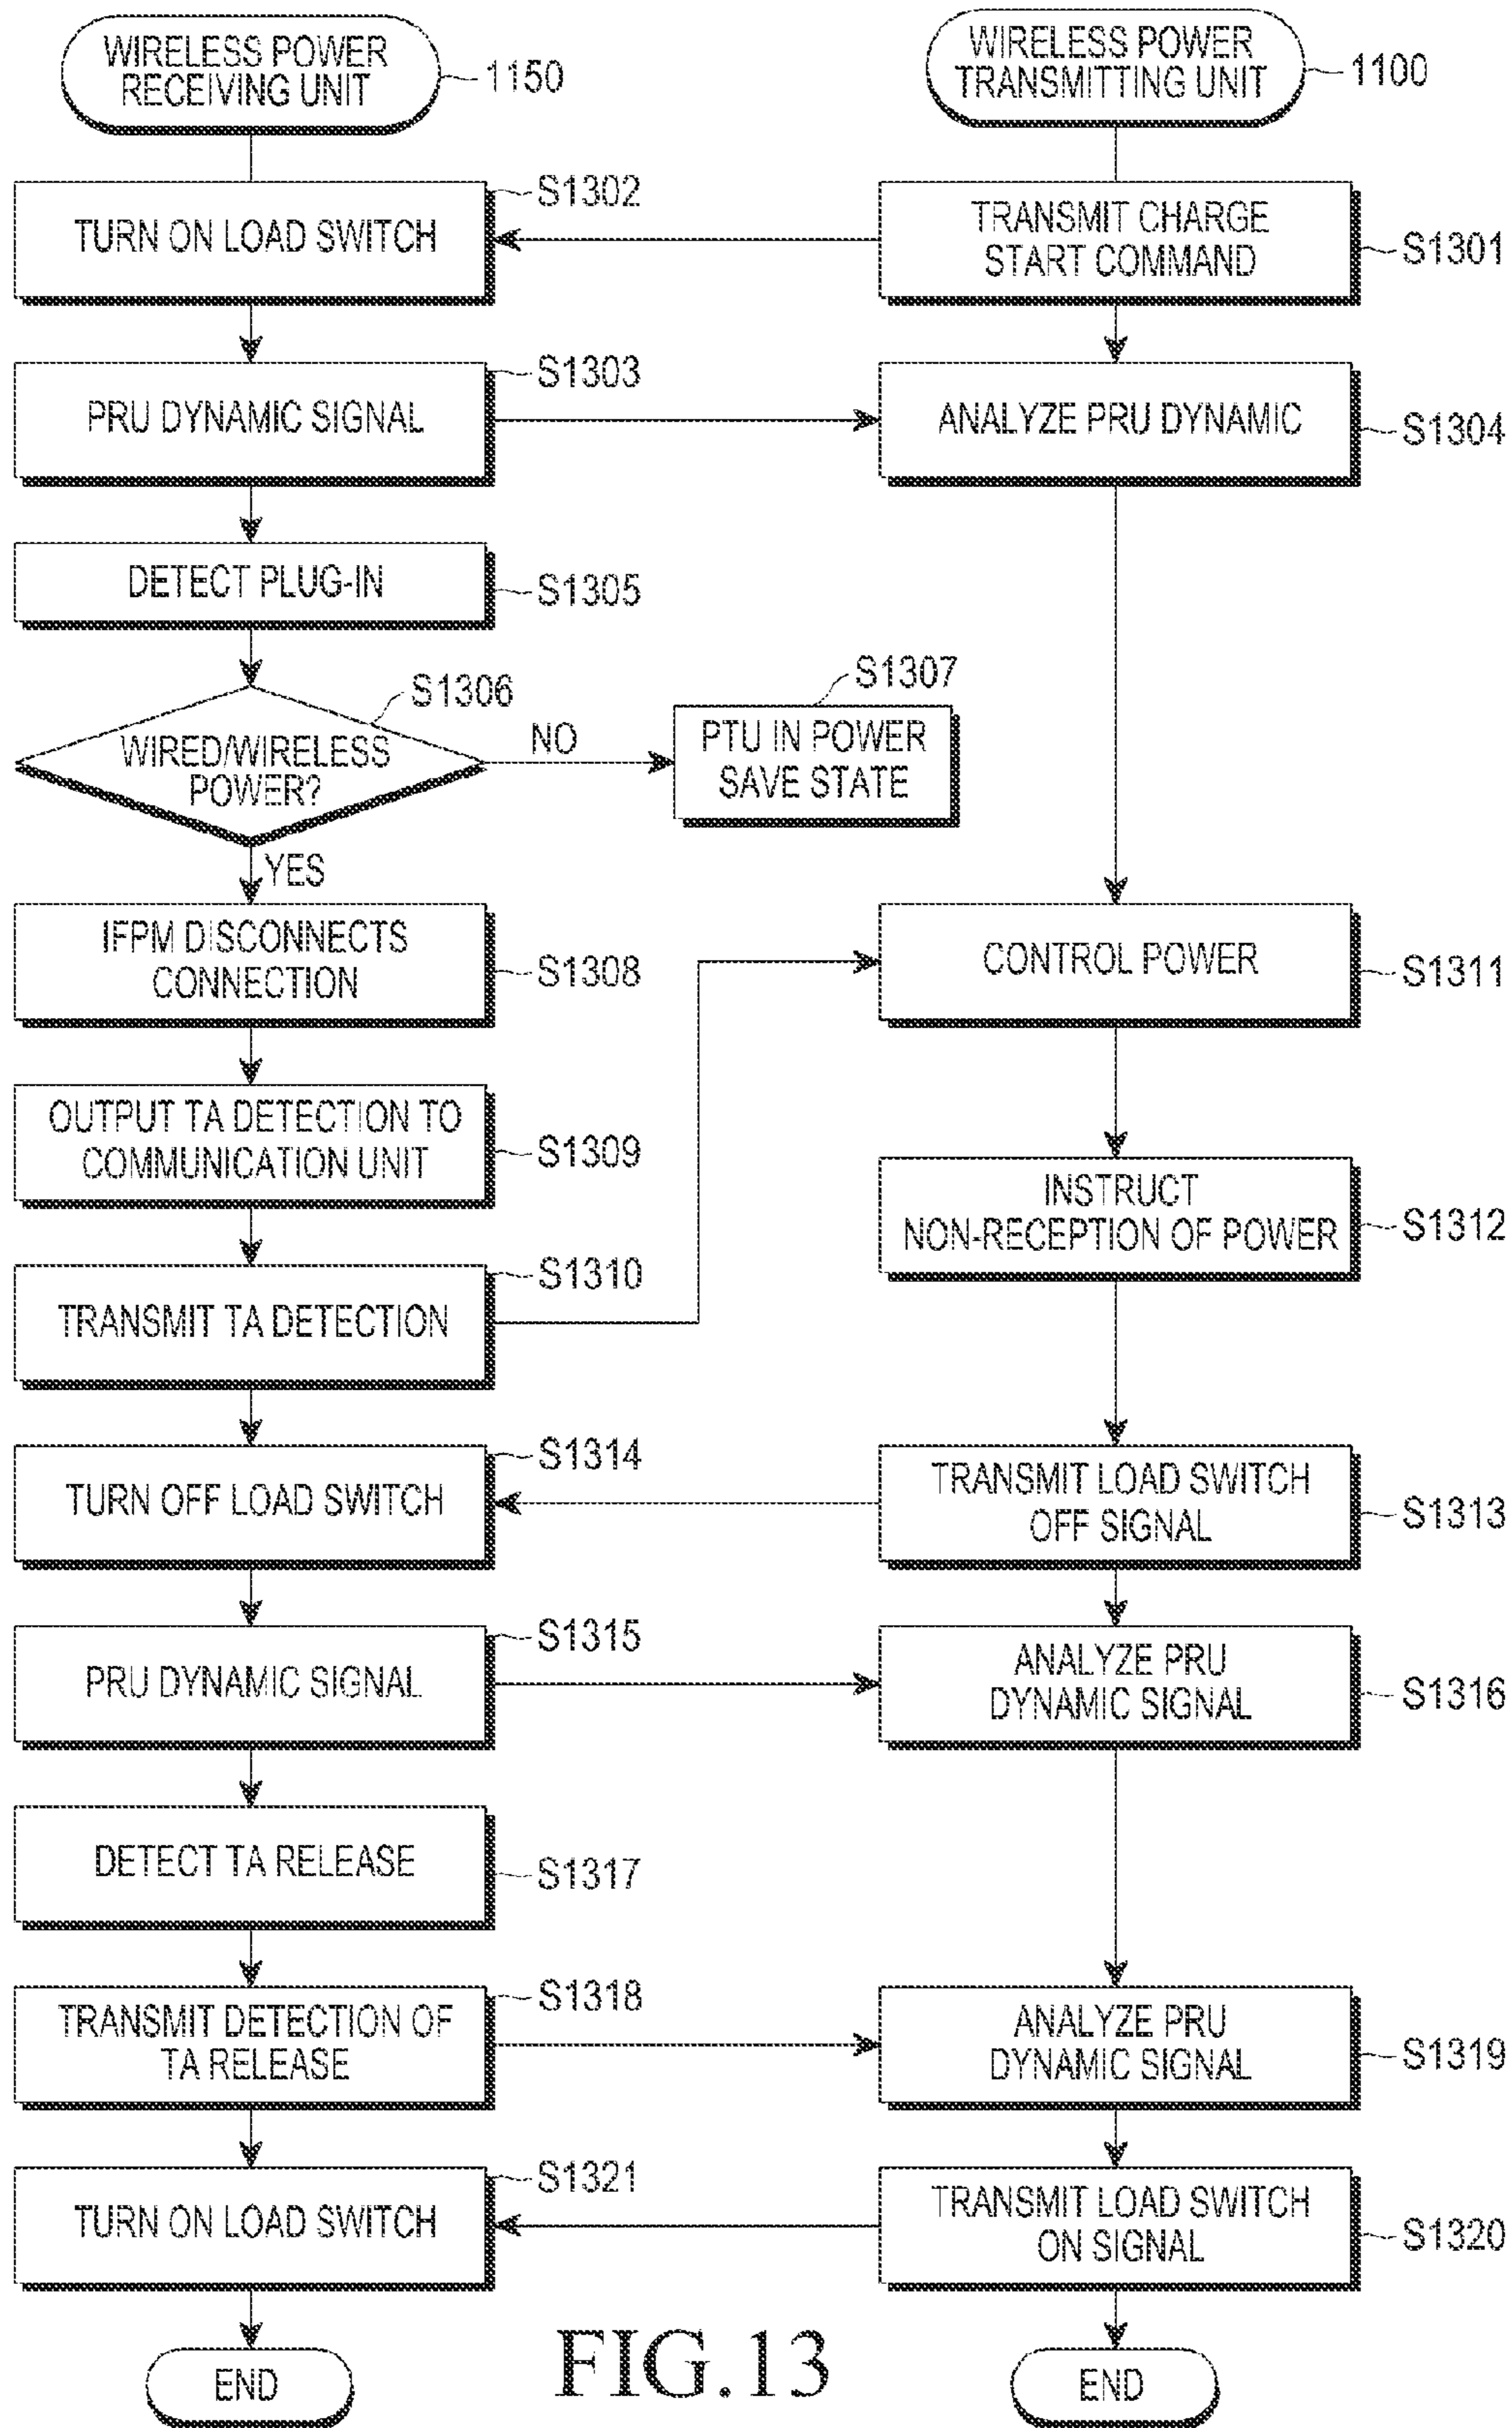 WIRELESS POWER
RECEIVING UNIT
1150
WIRELESS POWER
TRANSMITTING UNIT
1100
S1302
TURN ON LOAD SWITCH
TRANSMIT CHARGE
START COMMAND
S1301
S1303
PRU DYNAMIC SIGNAL
ANALYZE PRU DYNAMIC
S1304
DETECT PLUG-IN
S1305
S1306
WIRED/WIRELESS
POWER?
NO
S1307
PTU IN POWER
SAVE STATE
YES
IFPM DISCONNECTS
CONNECTION
S1308
CONTROL POWER
S1311
OUTPUT TA DETECTION TO
COMMUNICATION UNIT
S1309
INSTRUCT
NON-RECEPTION OF POWER
S1312
S1310
TRANSMIT TA DETECTION
S1314
TURN OFF LOAD SWITCH
TRANSMIT LOAD SWITCH
OFF SIGNAL
S1313
S1315
PRU DYNAMIC SIGNAL
ANALYZE PRU
DYNAMIC SIGNAL
S1316
DETECT TA RELEASE
S1317
S1318
TRANSMIT DETECTION OF
TA RELEASE
ANALYZE PRU
DYNAMIC SIGNAL
S1319
S1321
TURN ON LOAD SWITCH
TRANSMIT LOAD SWITCH
ON SIGNAL
S1320
END
FIG.13
END